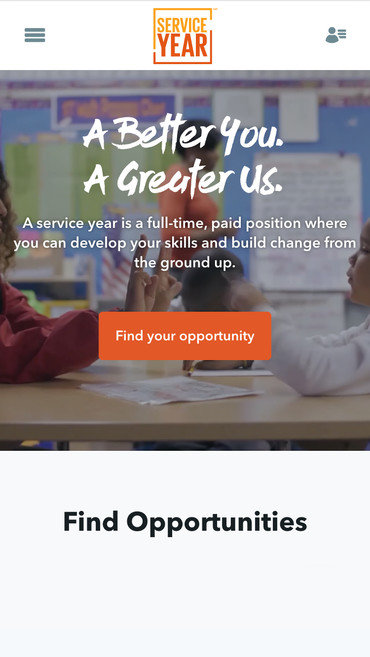 SERVICE
YEAR
A Better You.
A Greater Us.
A service year is a full-time, paid position where
you can develop your skills and build change from
the ground up.
Find your opportunity
Find Opportunities